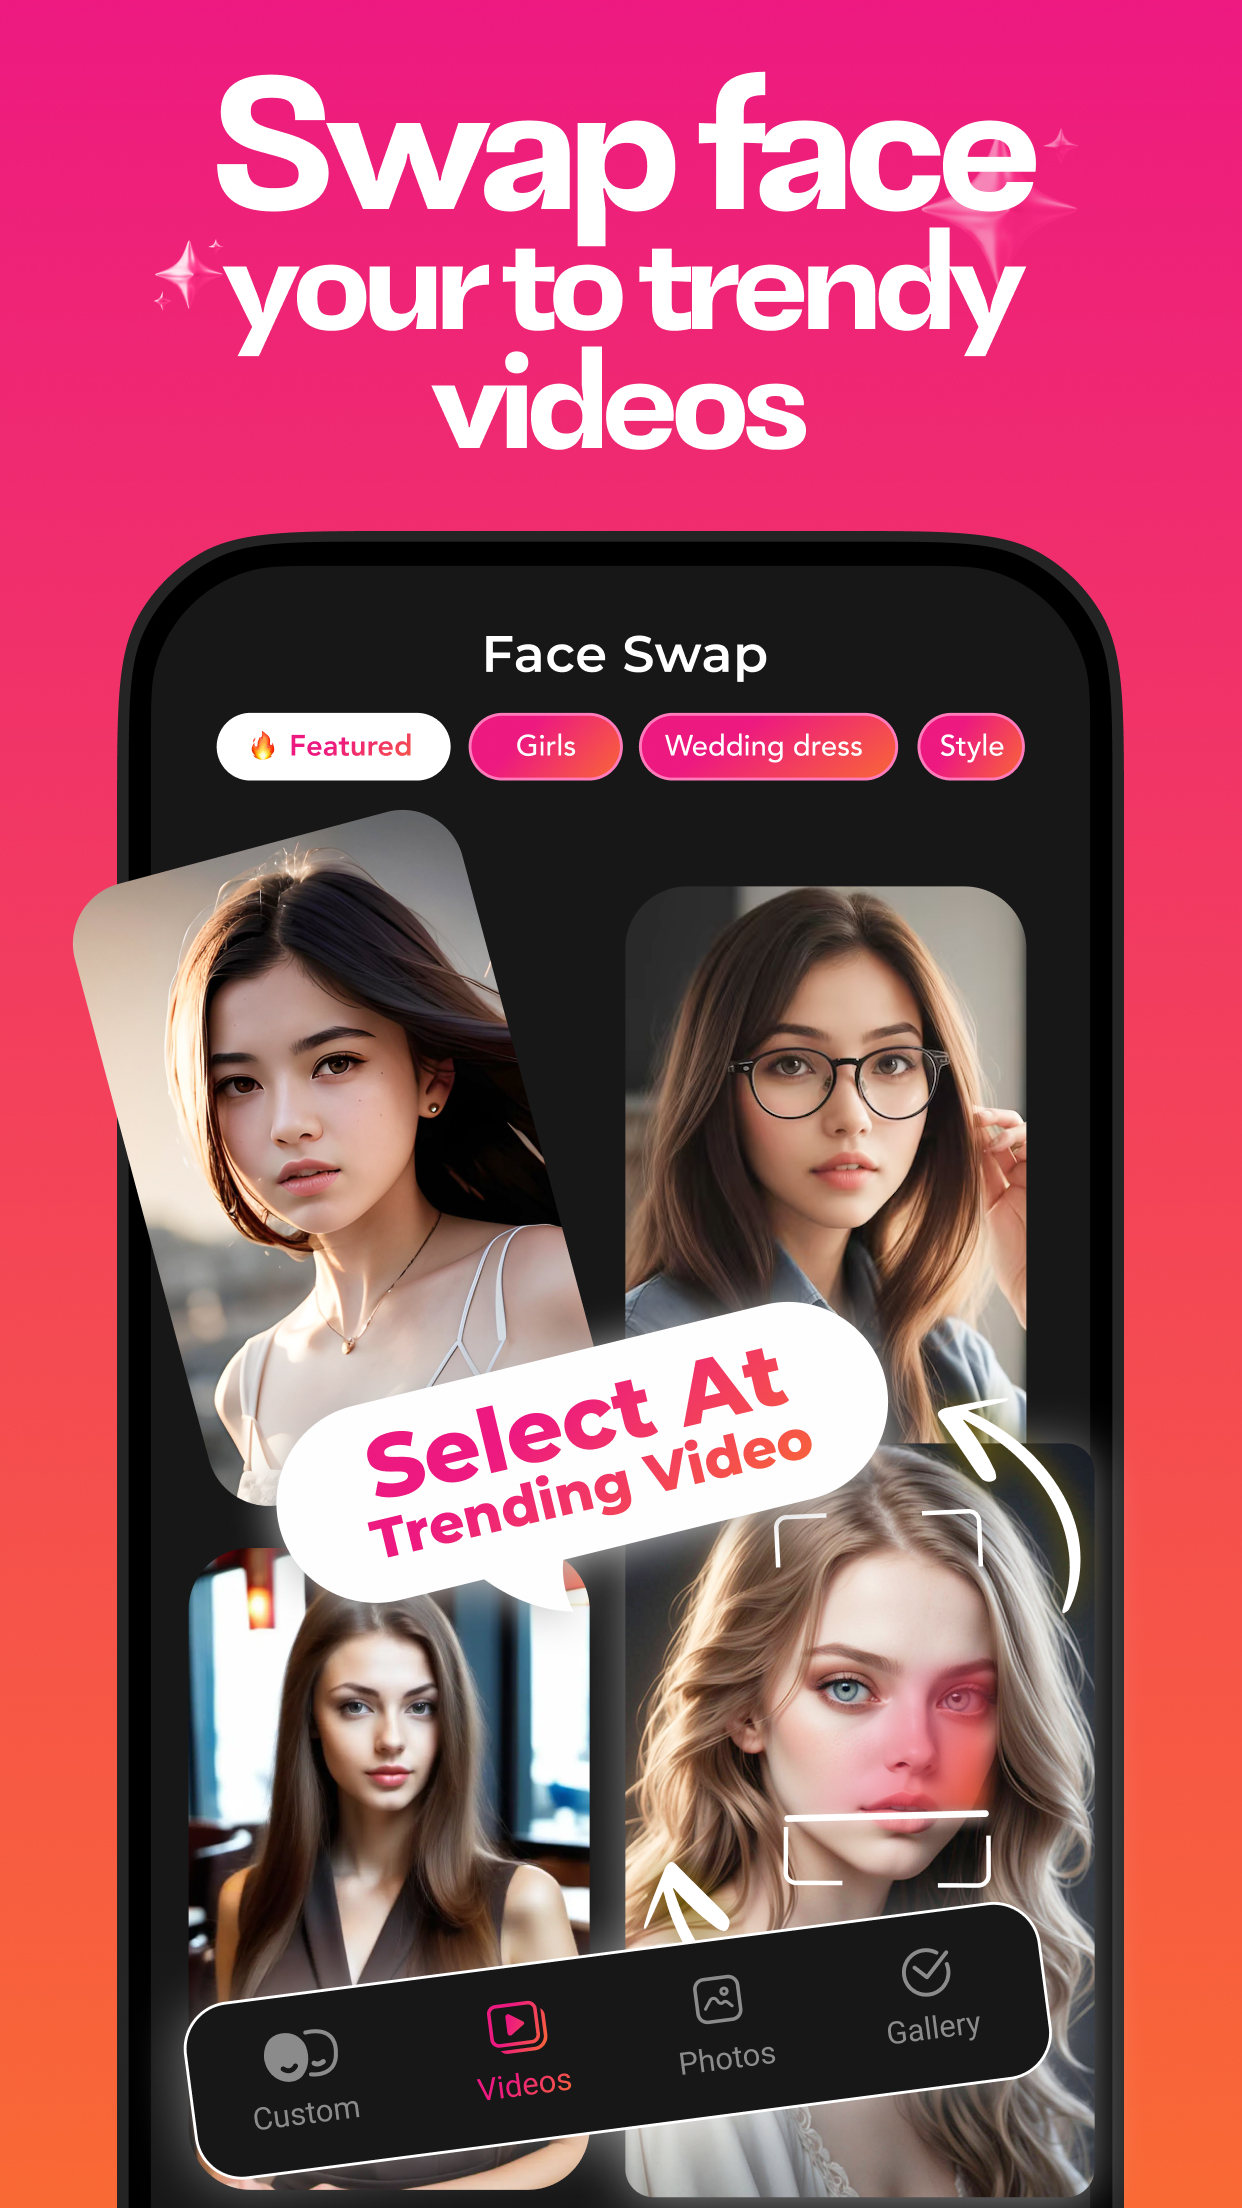 Swap face
your to trendy
videos
Face Swap
Featured
Girls
Wedding dress
Style
Select At
Trending Video
Custom
Videos
Photos
Gallery